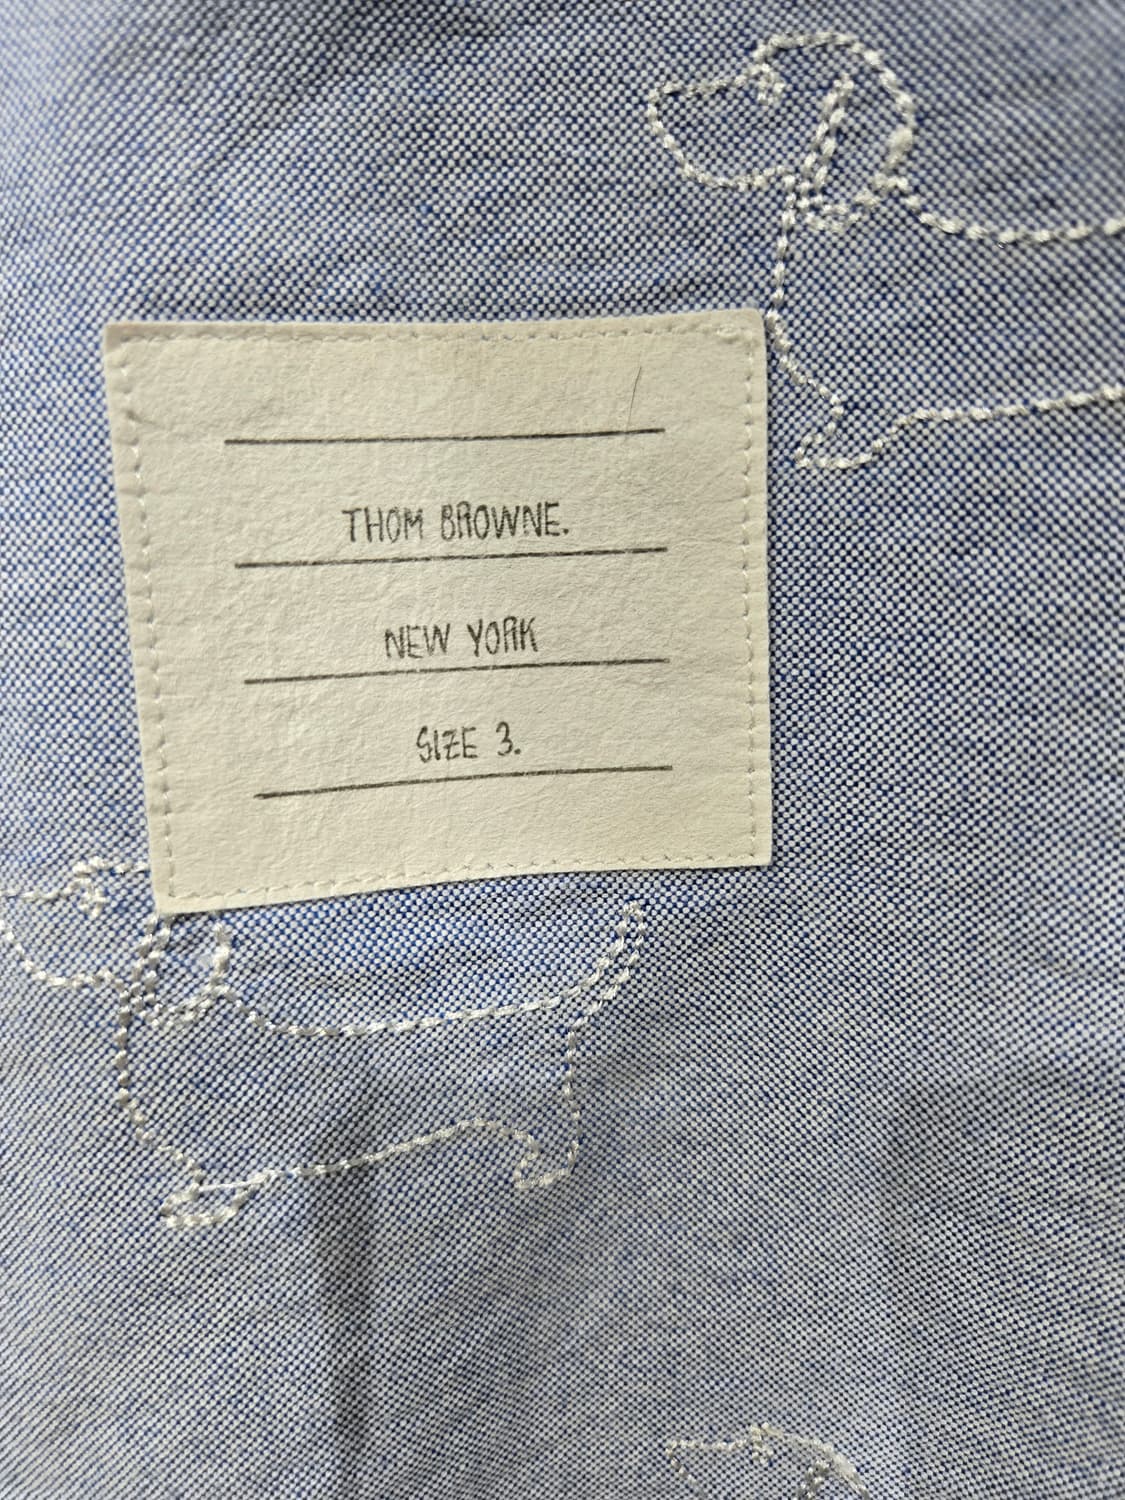 THOM BROWNE.
NEW YORK
SIZE 3.